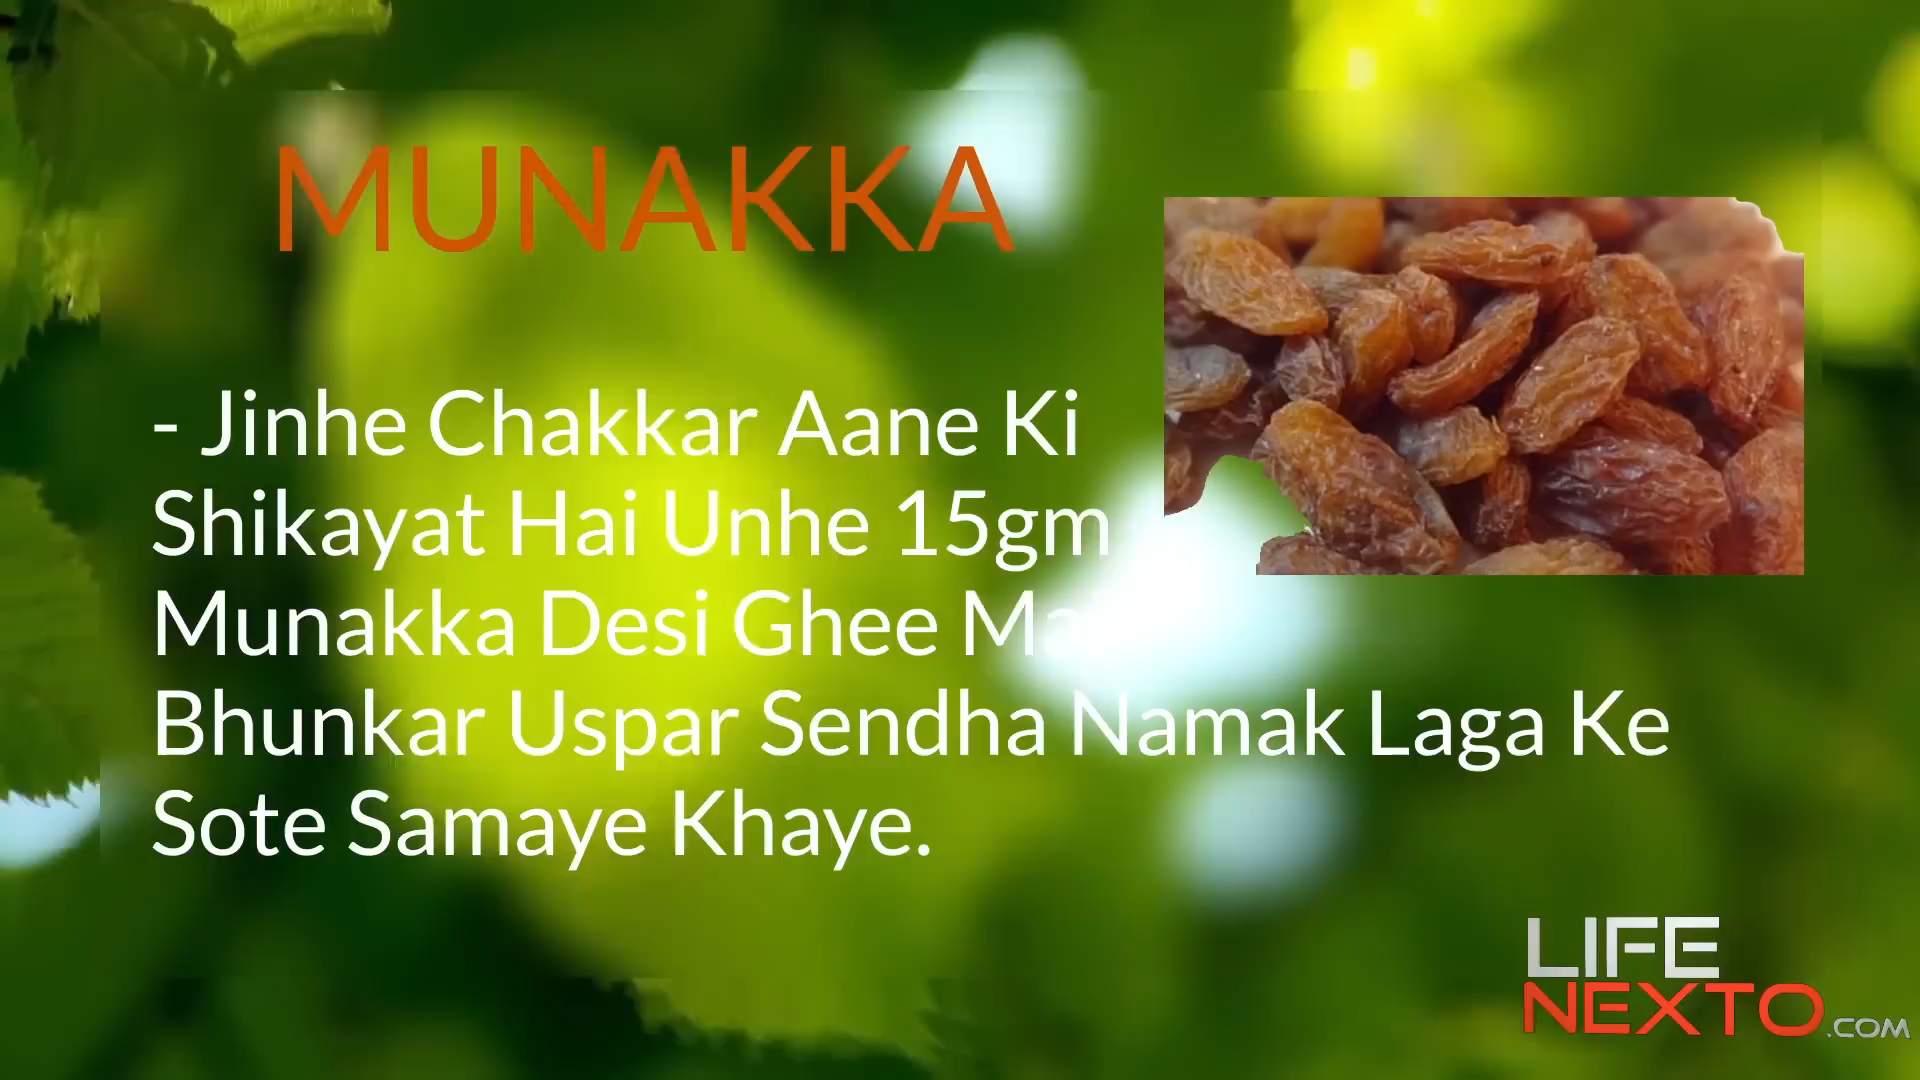 MUNAKKA
- Jinhe Chakkar Aane Ki
Shikayat Hai Unhe 15gm
Munakka Desi Ghee Mai
Bhunkar Uspar Sendha Namak Laga Ke
Sote Samaye Khaye.
LIFE
NEXTO.COM